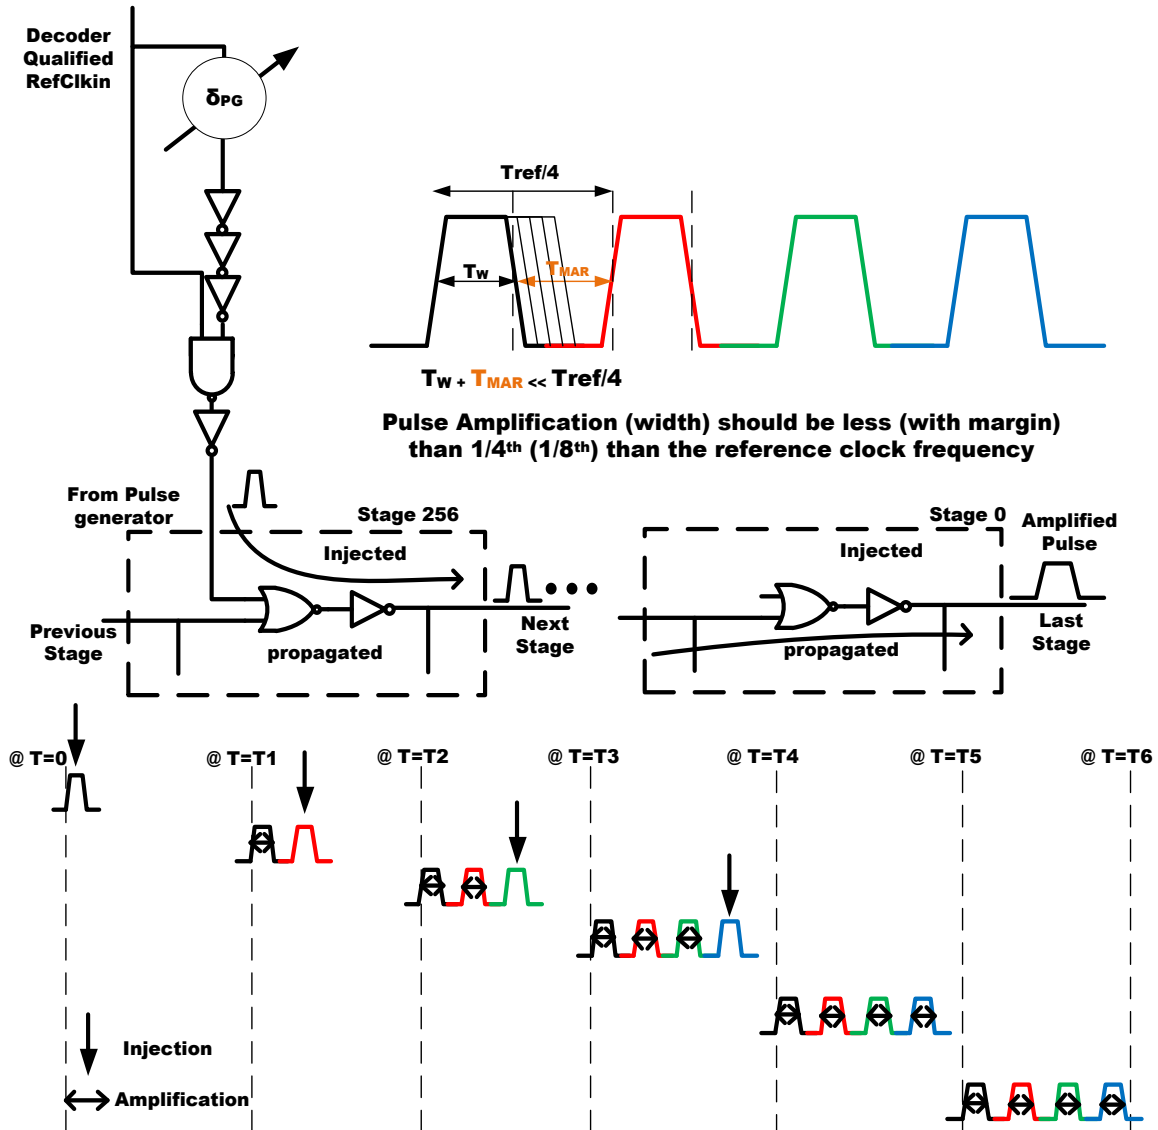 Decoder
Qualified
RefClkin
δPG
Tref/4
TW
TMAR
TW + TMAR << Tref/4
Pulse Amplification (width) should be less (with margin)
than 1/4th (1/8th) than the reference clock frequency
From Pulse
generator
Stage 256
Injected
Previous
Stage
propagated
Next
Stage
Stage 0
Injected
propagated
Amplified
Pulse
Last
Stage
@ T=0
@ T=T1
@ T=T2
@ T=T3
@ T=T4
@ T=T5
@ T=T6
Injection
Amplification